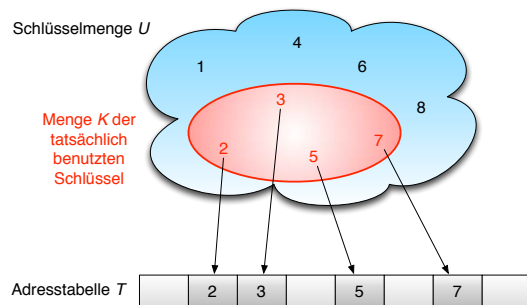 Schlüsselmenge U
4
1
6
8
Menge K der
tatsächlich
benutzten
Schlüssel
3
2
5
7
Adresstabelle T
2
3
5
7